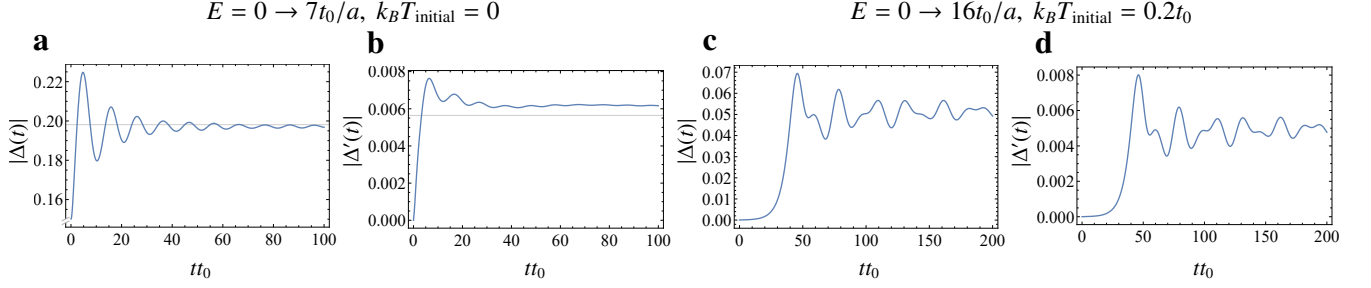 E = 0 → 7t₀/a, k_B T_initial = 0
E = 0 → 16t₀/a, k_B T_initial = 0.2t₀
a
|Δ(t)|
0.22
0.20
0.18
0.16
0 20 40 60 80 100
tt₀
b
|Δ′(t)|
0.008
0.006
0.004
0.002
0.000
0 20 40 60 80 100
tt₀
c
|Δ(t)|
0.07
0.06
0.05
0.04
0.03
0.02
0.01
0.00
0 50 100 150 200
tt₀
d
|Δ′(t)|
0.008
0.006
0.004
0.002
0.000
0 50 100 150 200
tt₀